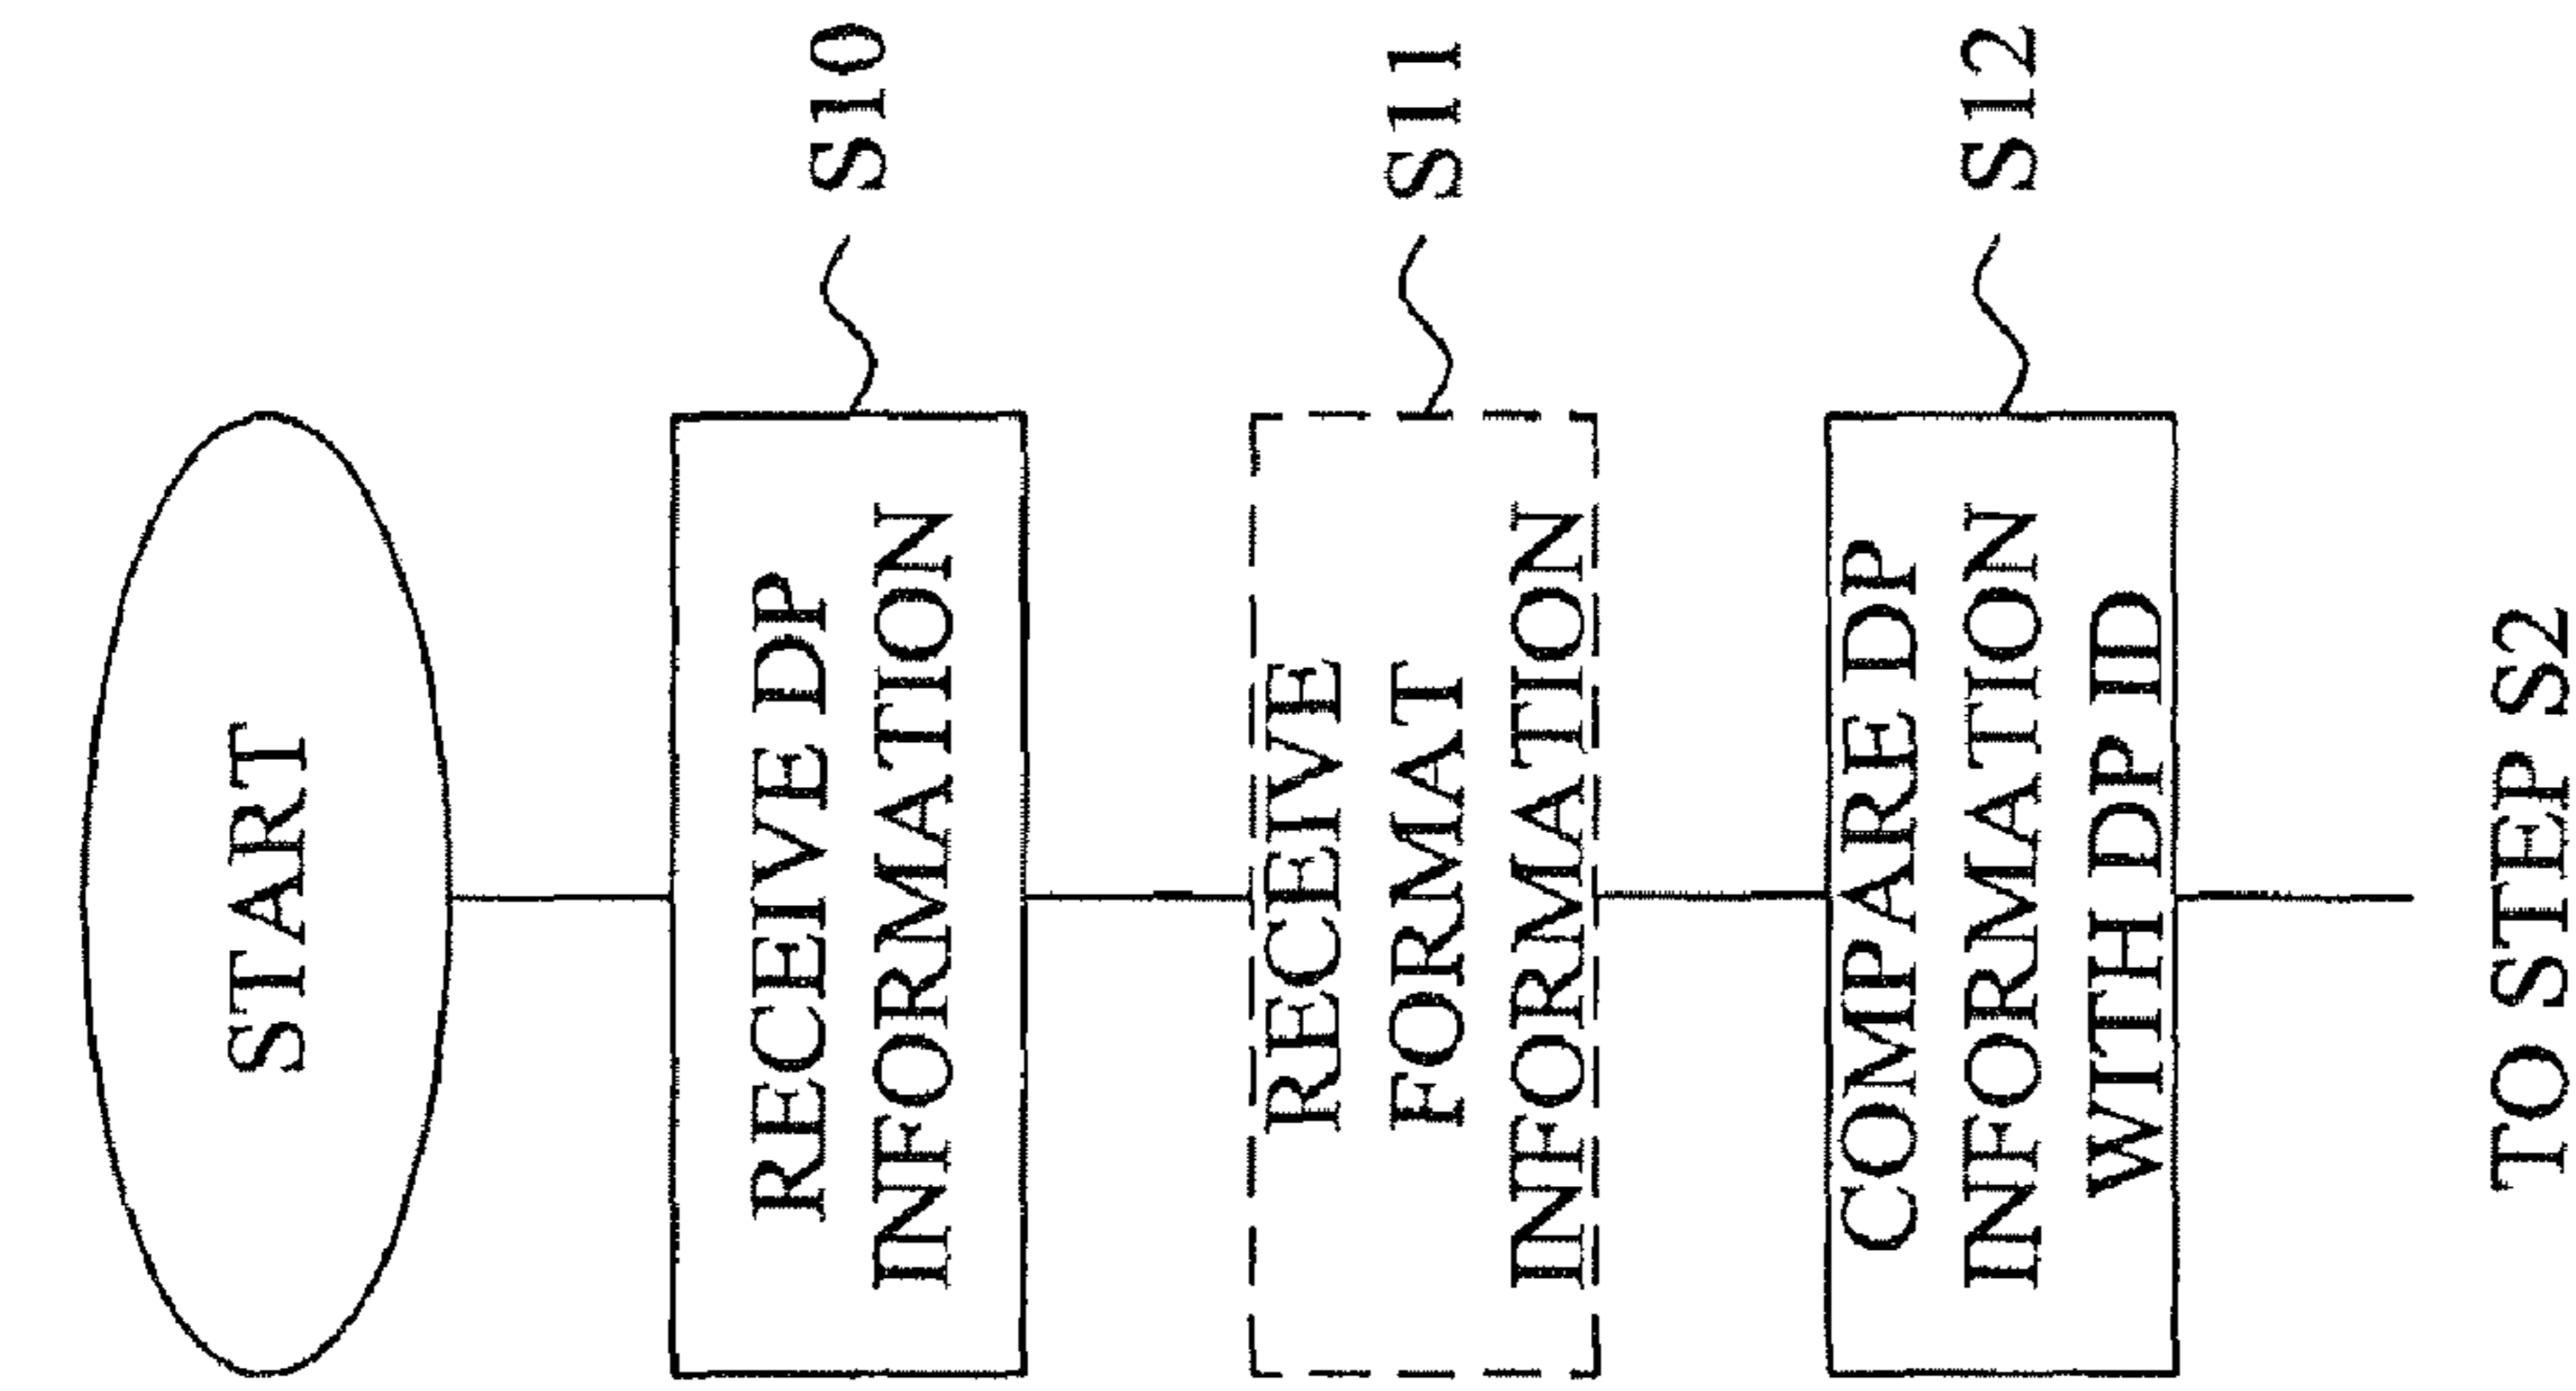 START
RECEIVE DP
INFORMATION
S10
RECEIVE
FORMAT
INFORMATION
S11
COMPARE DP
INFORMATION
WITH DP ID
S12
TO STEP S2